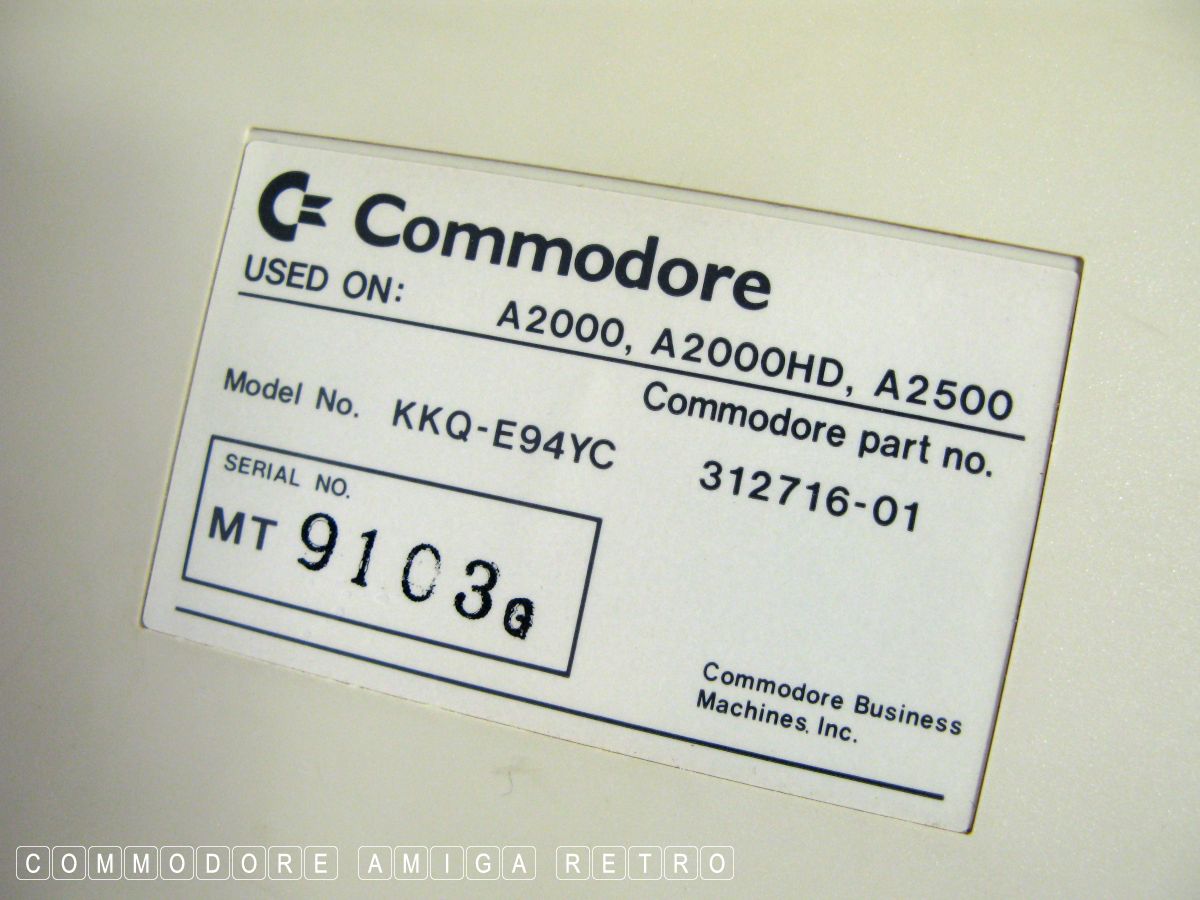 Commodore
USED ON: A2000, A2000HD, A2500
Model No. KKQ-E94YC
Commodore part no.
312716-01
SERIAL NO.
MT 9103G
Commodore Business
Machines, Inc.
COMMODORE AMIGA RETRO